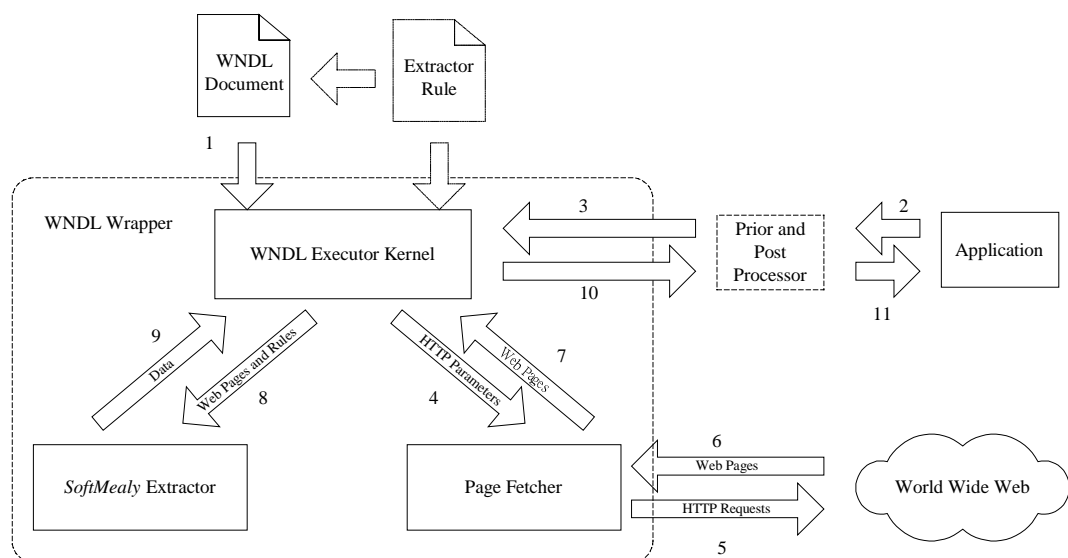 WNDL
Document
Extractor
Rule
1
WNDL Wrapper
WNDL Executor Kernel
3
2
Prior and
Post
Processor
Application
10
11
9
Data
Web Pages and Rules
8
HTTP Parameters
4
Web Pages
7
SoftMealy Extractor
Page Fetcher
6
Web Pages
HTTP Requests
5
World Wide Web